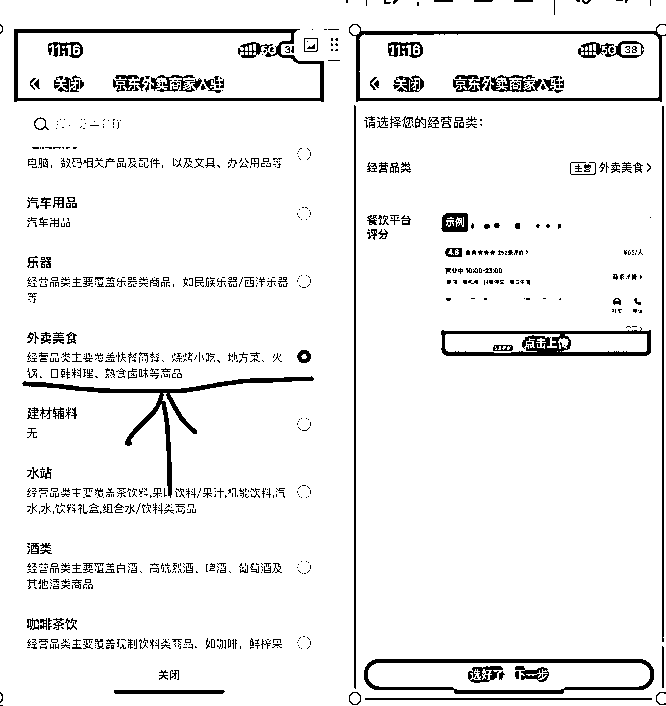 11:16
5G
38
关闭
京东外卖商家入驻
电脑，数码相关产品及配件，以及文具、办公用品等
汽车用品
汽车用品
乐器
经营品类主要覆盖乐器类商品，如民族乐器/西洋乐器
等
外卖美食
经营品类主要覆盖快餐简餐、烧烤小吃、地方菜、火
锅、日韩料理、熟食卤味等商品
建材辅料
无
水站
经营品类主要覆盖茶饮料,果味饮料/果汁,机能饮料,汽
水,水,饮料礼盒,组合水/饮料类商品
酒类
经营品类主要覆盖白酒、高端烈酒、啤酒、葡萄酒及
其他酒类商品
咖啡茶饮
经营品类主要覆盖现制饮料类商品、如咖啡，鲜榨果
关闭
11:16
5G
38
关闭
京东外卖商家入驻
请选择您的经营品类：
经营品类
主营 外卖美食
餐饮平台
评分
示例
4.8
营业中 10:00-23:00
点击上传
选好了 下一步